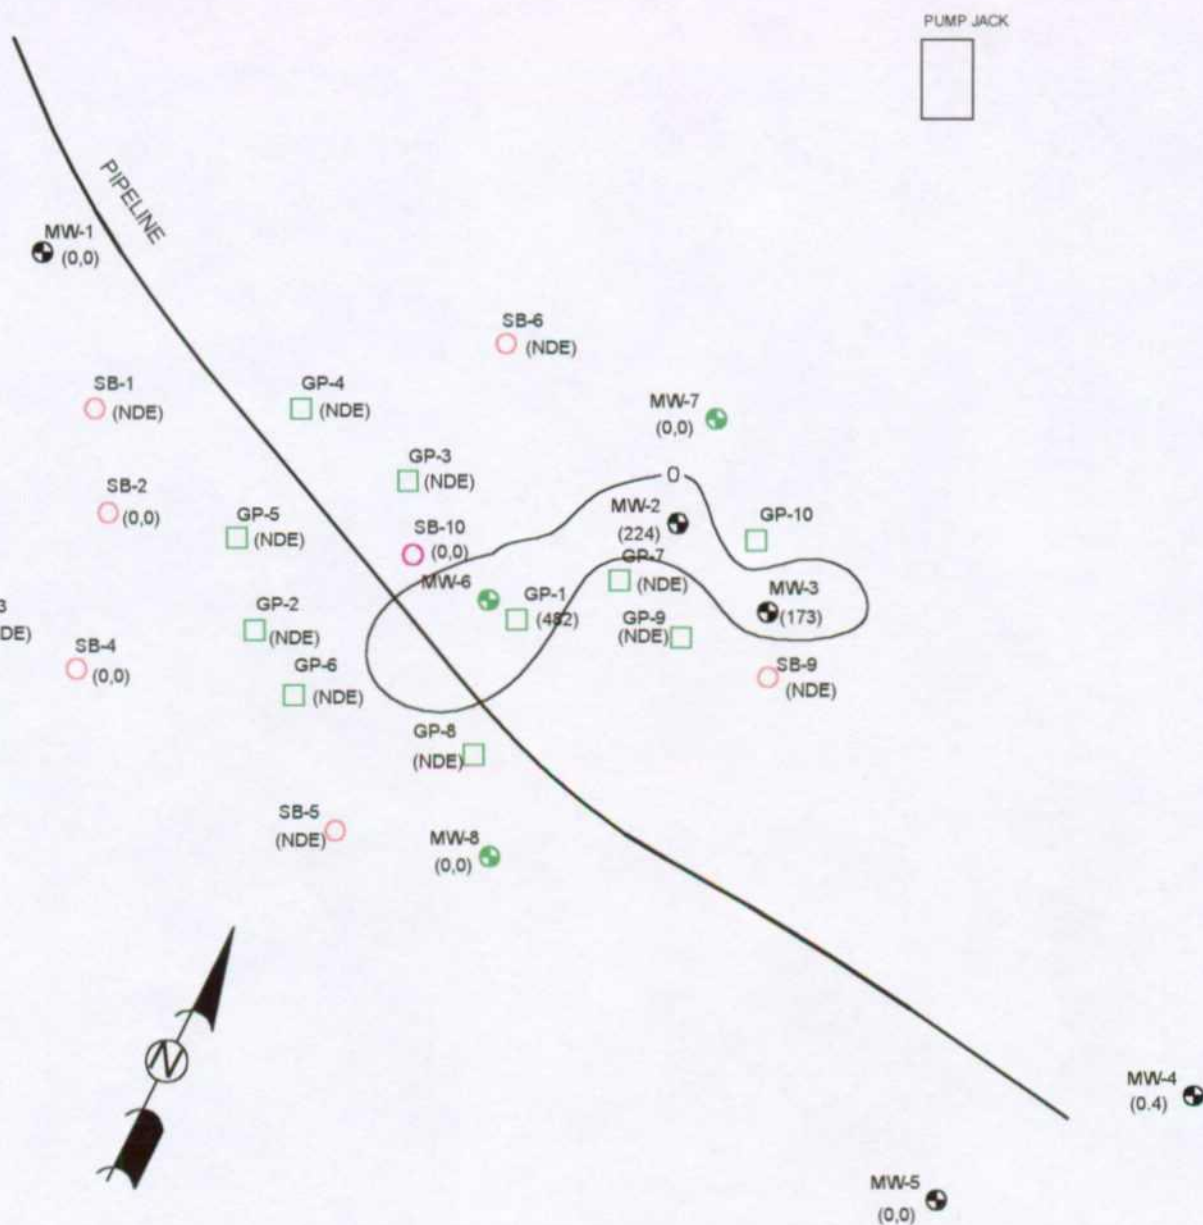 PUMP JACK
PIPELINE
MW-1
(0,0)
SB-6
(NDE)
SB-1
(NDE)
GP-4
(NDE)
MW-7
(0,0)
GP-3
(NDE)
0
SB-2
(0,0)
GP-5
(NDE)
SB-10
(0,0)
MW-2
(224)
GP-10
GP-7
(NDE)
MW-6
GP-1
(482)
MW-3
(173)
3
DE)
GP-2
(NDE)
GP-9
(NDE)
SB-4
(0,0)
GP-6
(NDE)
SB-9
(NDE)
GP-8
(NDE)
SB-5
(NDE)
MW-8
(0,0)
N
MW-4
(0.4)
MW-5
(0,0)